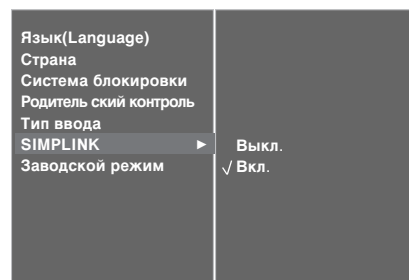 Язык(Language)
Страна
Система блокировки
Родитель ский контроль
Тип ввода
SIMPLINK ►
Выкл.
Заводской режим
√ Вкл.